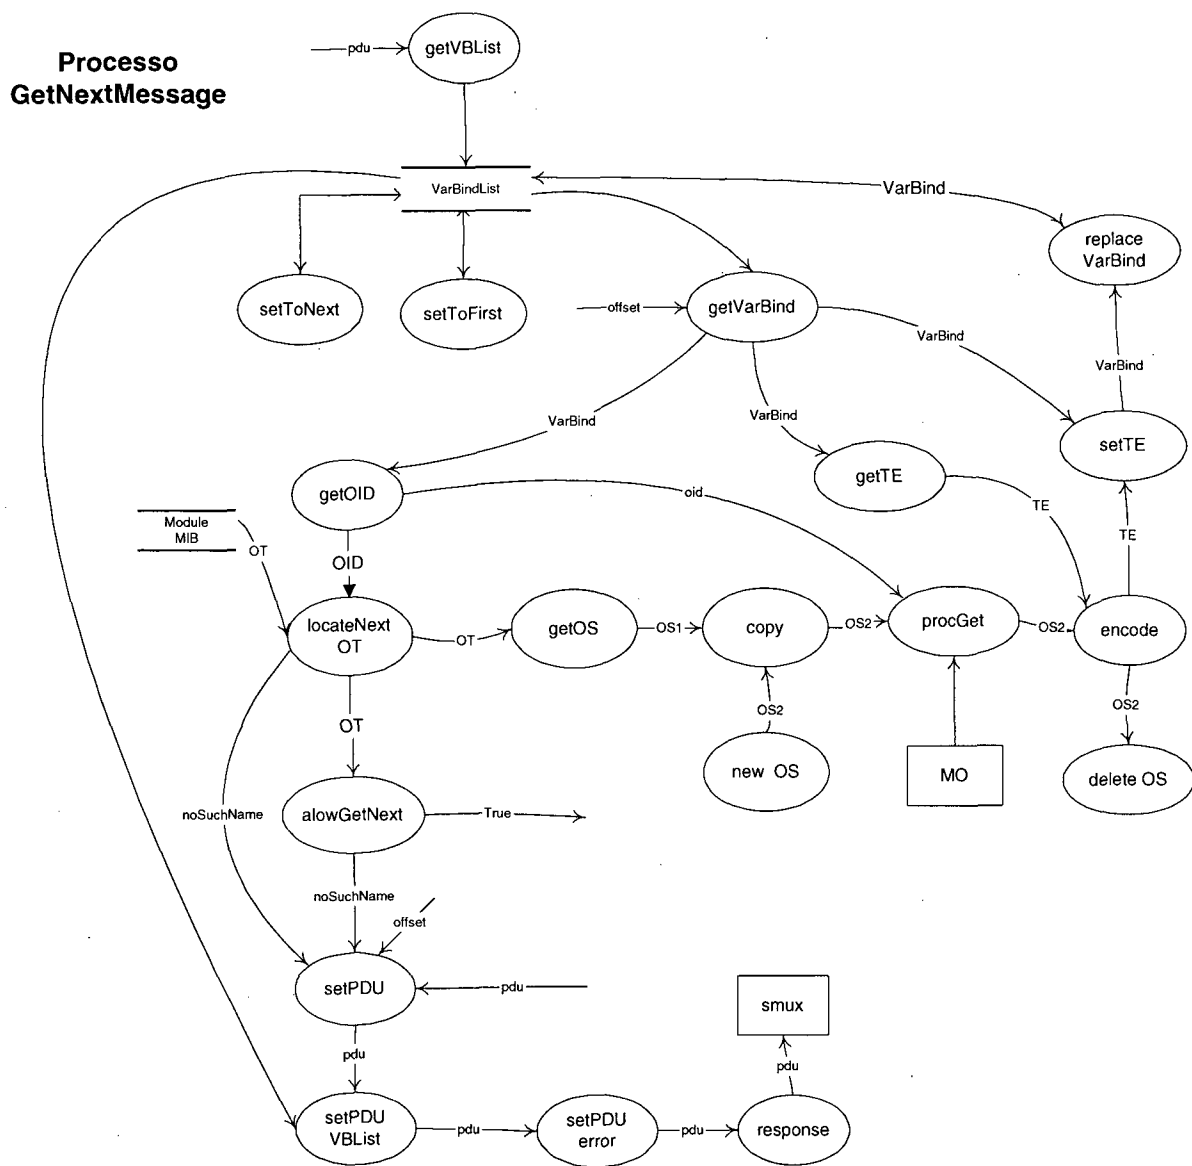 Processo
GetNextMessage
pdu
getVBList
VarBindList
VarBind
replace
VarBind
setToNext
setToFirst
offset
getVarBind
VarBind
VarBind
VarBind
VarBind
setTE
getTE
getOID
oid
Module
MIB
OT
OID
TE
TE
locateNext
OT
OT
getOS
OS1
copy
OS2
procGet
OS2
encode
OT
OS2
OS2
new OS
MO
delete OS
noSuchName
alowGetNext
True
noSuchName
offset
setPDU
pdu
smux
pdu
pdu
setPDU
VBList
pdu
setPDU
error
pdu
response